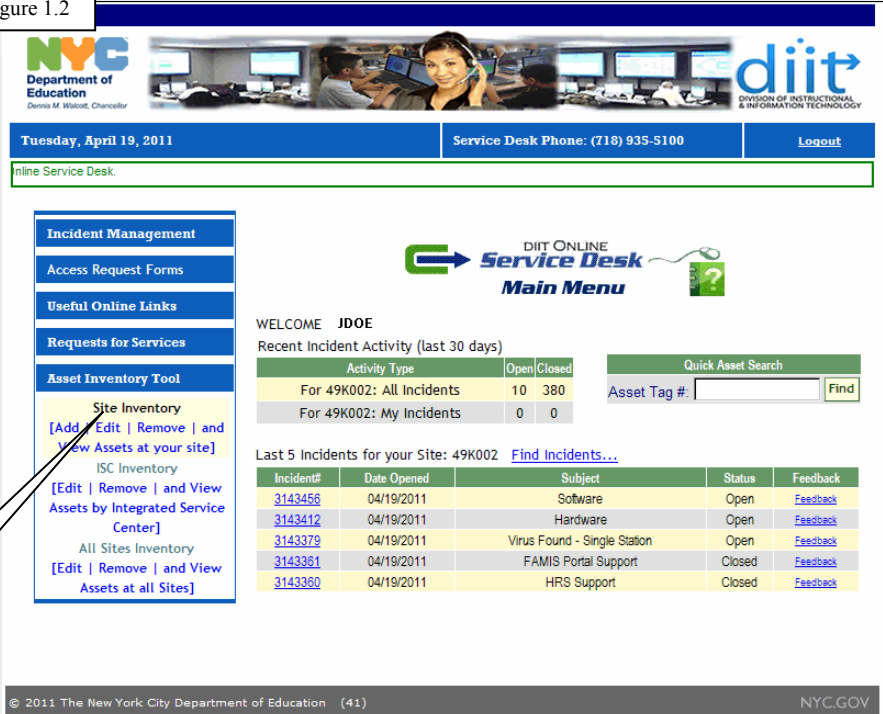 gure 1.2
NYC
Department of
Education
Dennis M. Walcott, Chancellor
diit
DIVISION OF INSTRUCTIONAL
& INFORMATION TECHNOLOGY
Tuesday, April 19, 2011 Service Desk Phone: (718) 935-5100 Logout
nline Service Desk.
Incident Management
Access Request Forms
Useful Online Links
Requests for Services
Asset Inventory Tool
Site Inventory
[Add | Edit | Remove | and
View Assets at your site]
ISC Inventory
[Edit | Remove | and View
Assets by Integrated Service
Center]
All Sites Inventory
[Edit | Remove | and View
Assets at all Sites]
DIIT ONLINE
Service Desk
Main Menu
?
WELCOME JDOE
Recent Incident Activity (last 30 days)
Activity Type Open Closed
For 49K002: All Incidents 10 380
For 49K002: My Incidents 0 0
Quick Asset Search
Asset Tag #: Find
Last 5 Incidents for your Site: 49K002 Find Incidents...
Incident# Date Opened Subject Status Feedback
3143456 04/19/2011 Software Open Feedback
3143412 04/19/2011 Hardware Open Feedback
3143379 04/19/2011 Virus Found - Single Station Open Feedback
3143361 04/19/2011 FAMIS Portal Support Closed Feedback
3143360 04/19/2011 HRS Support Closed Feedback
© 2011 The New York City Department of Education (41) NYC.GOV